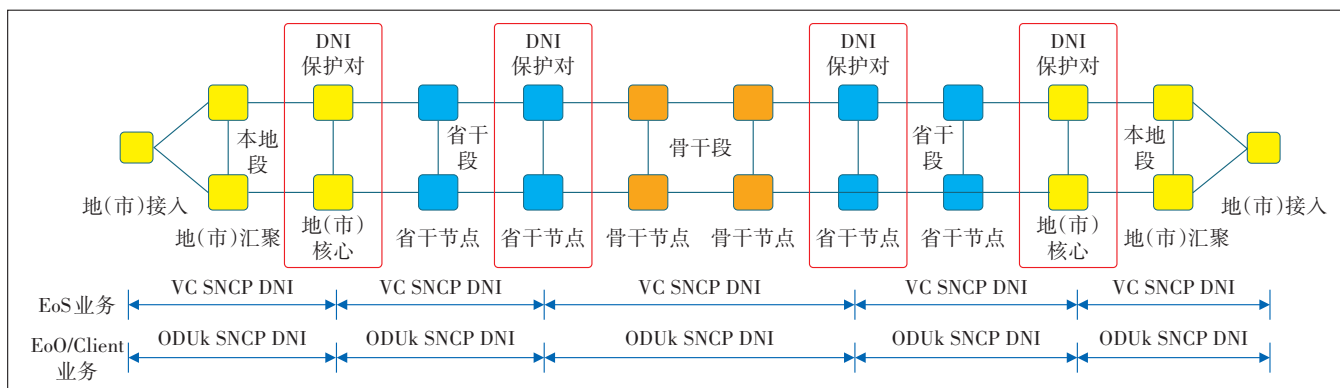 DNI
保护对
DNI
保护对
DNI
保护对
DNI
保护对
本地
段
省干
段
骨干段
省干
段
本地
段
地(市)接入
地(市)汇聚
地(市)
核心
省干节点
省干节点
骨干节点
骨干节点
省干节点
省干节点
地(市)
核心
地(市)汇聚
地(市)接入
EoS业务
VC SNCP DNI
VC SNCP DNI
VC SNCP DNI
VC SNCP DNI
VC SNCP DNI
EoO/Client
业务
ODUk SNCP DNI
ODUk SNCP DNI
ODUk SNCP DNI
ODUk SNCP DNI
ODUk SNCP DNI